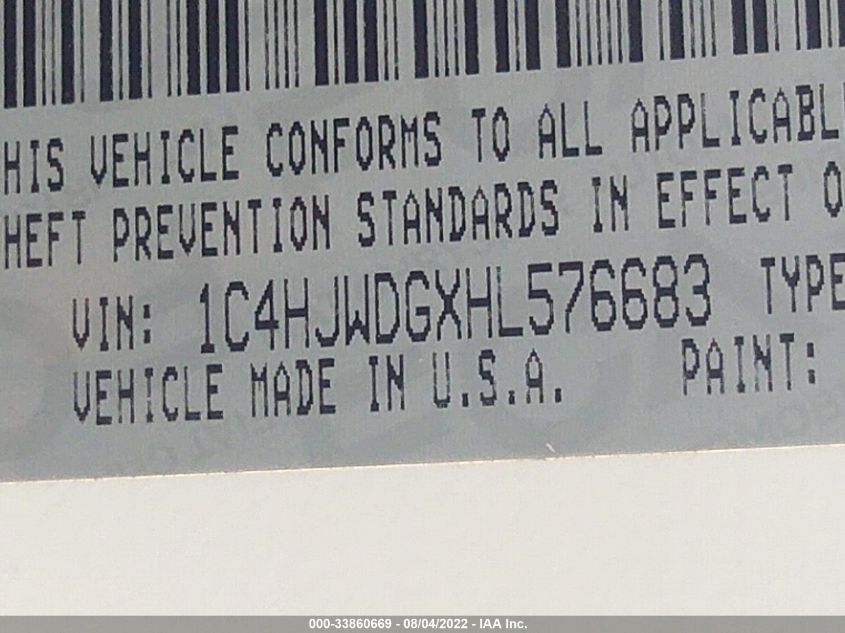 HIS VEHICLE CONFORMS TO ALL APPLICABL
HEFT PREVENTION STANDARDS IN EFFECT O
VIN: 1C4HJWDGXHL576683 TYPE
VEHICLE MADE IN U.S.A. PAINT:
000-33860669 - 08/04/2022 - IAA Inc.